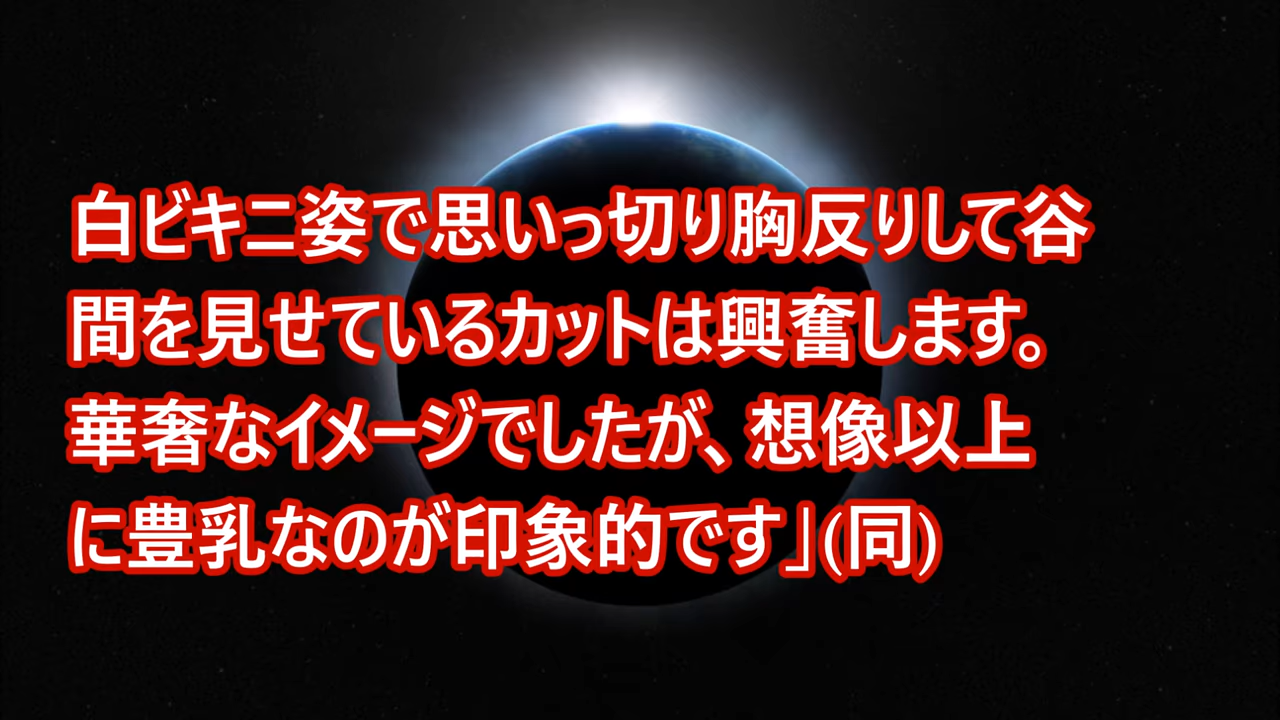 白ビキニ姿で思いっ切り胸反りして谷
間を見せているカットは興奮します。
華奢なイメージでしたが、想像以上
に豊乳なのが印象的です」(同)